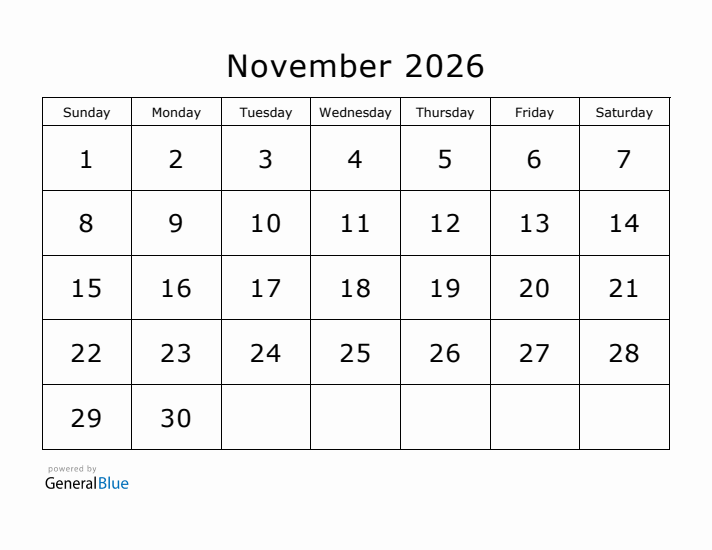 November 2026
Sunday Monday Tuesday Wednesday Thursday Friday Saturday
1 2 3 4 5 6 7
8 9 10 11 12 13 14
15 16 17 18 19 20 21
22 23 24 25 26 27 28
29 30
powered by
GeneralBlue